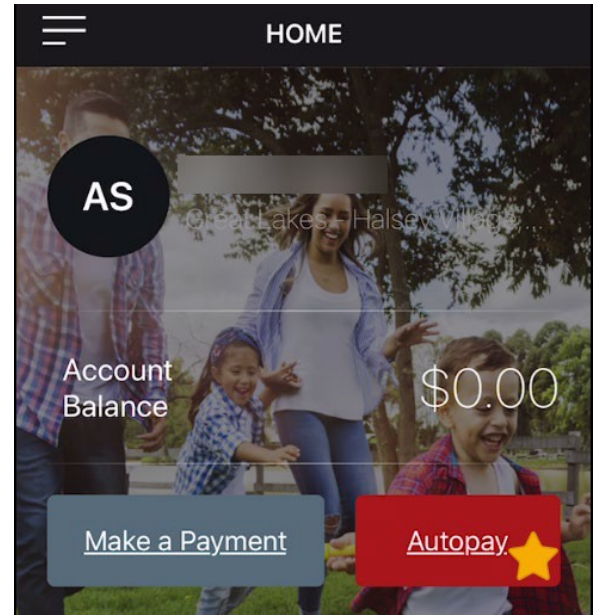 HOME
AS
Great Lakes - Halsey Village
Account
Balance
$0.00
Make a Payment
Autopay